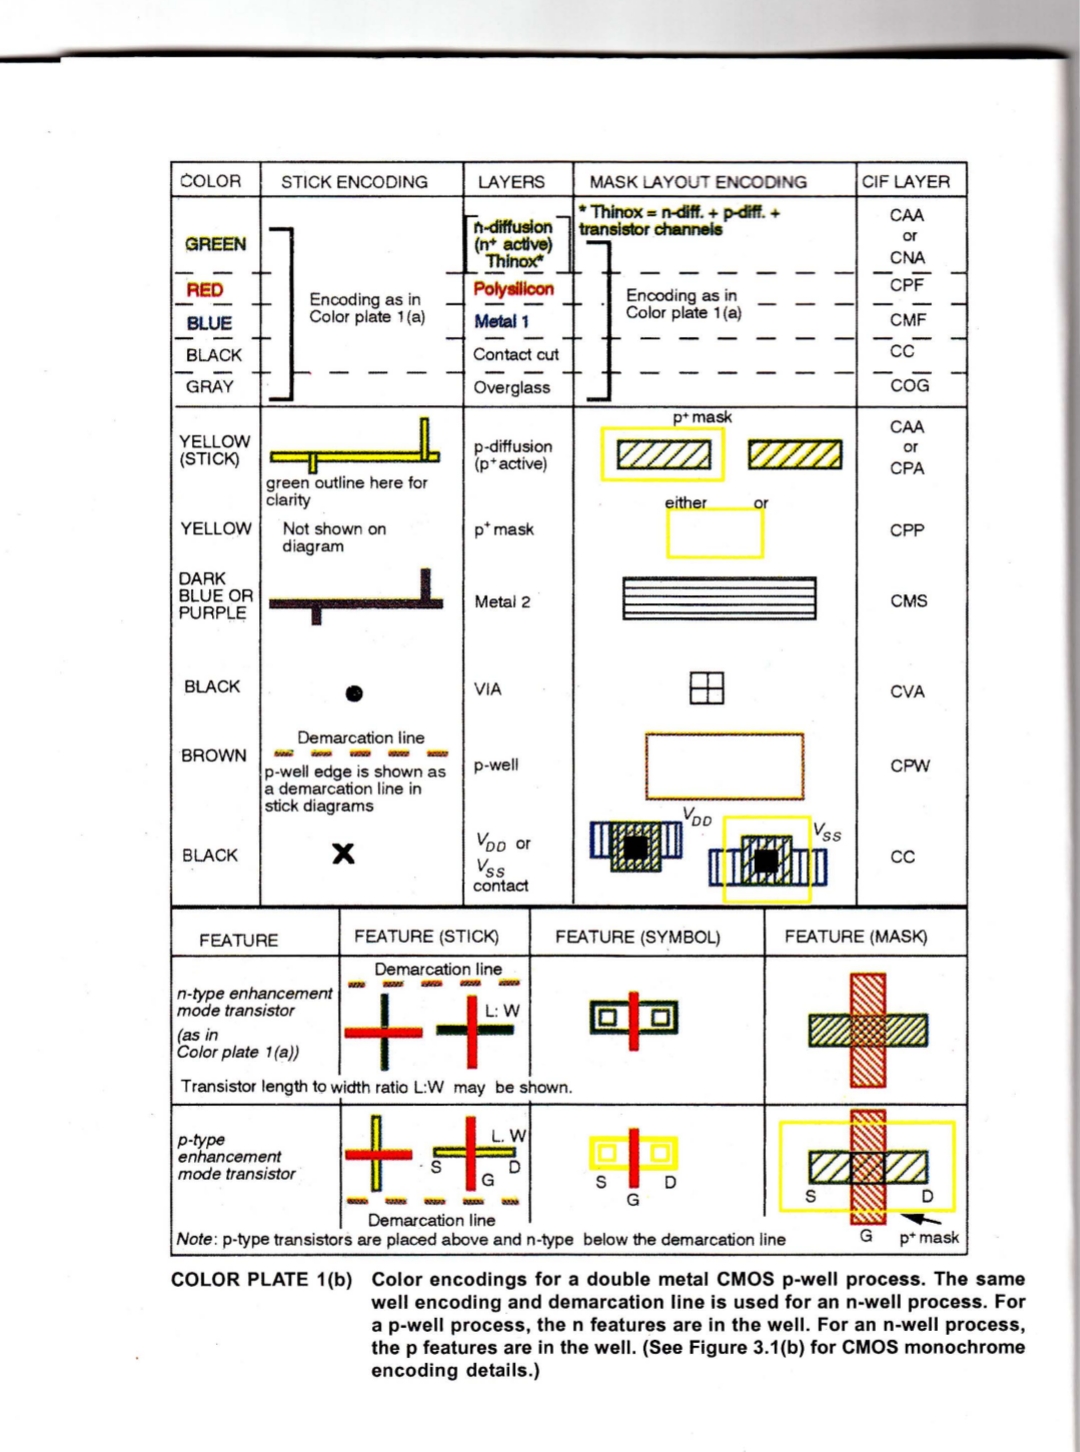 COLOR STICK ENCODING LAYERS MASK LAYOUT ENCODING CIF LAYER
GREEN
n-diffusion
(n+ active)
Thinox*
* Thinox = n-diff. + p-diff. +
transistor channels
CAA
or
CNA
RED
Encoding as in
Color plate 1(a)
Polysilicon
Encoding as in
Color plate 1(a)
CPF
BLUE
Metal 1
CMF
BLACK
Contact cut
CC
GRAY
Overglass
COG
YELLOW
(STICK)
green outline here for
clarity
p-diffusion
(p+ active)
p+ mask
CAA
or
CPA
YELLOW
Not shown on
diagram
p+ mask
either or
CPP
DARK
BLUE OR
PURPLE
Metal 2
CMS
BLACK
VIA
CVA
BROWN
Demarcation line
p-well edge is shown as
a demarcation line in
stick diagrams
p-well
CPW
BLACK
X
VDD or
VSS
contact
VDD
VSS
CC
FEATURE FEATURE (STICK) FEATURE (SYMBOL) FEATURE (MASK)
n-type enhancement
mode transistor
(as in
Color plate 1(a))
Demarcation line
L: W
Transistor length to width ratio L:W may be shown.
p-type
enhancement
mode transistor
L. W
S D
G
Demarcation line
S D
G
S D
G p+ mask
Note: p-type transistors are placed above and n-type below the demarcation line
COLOR PLATE 1(b) Color encodings for a double metal CMOS p-well process. The same
well encoding and demarcation line is used for an n-well process. For
a p-well process, the n features are in the well. For an n-well process,
the p features are in the well. (See Figure 3.1(b) for CMOS monochrome
encoding details.)